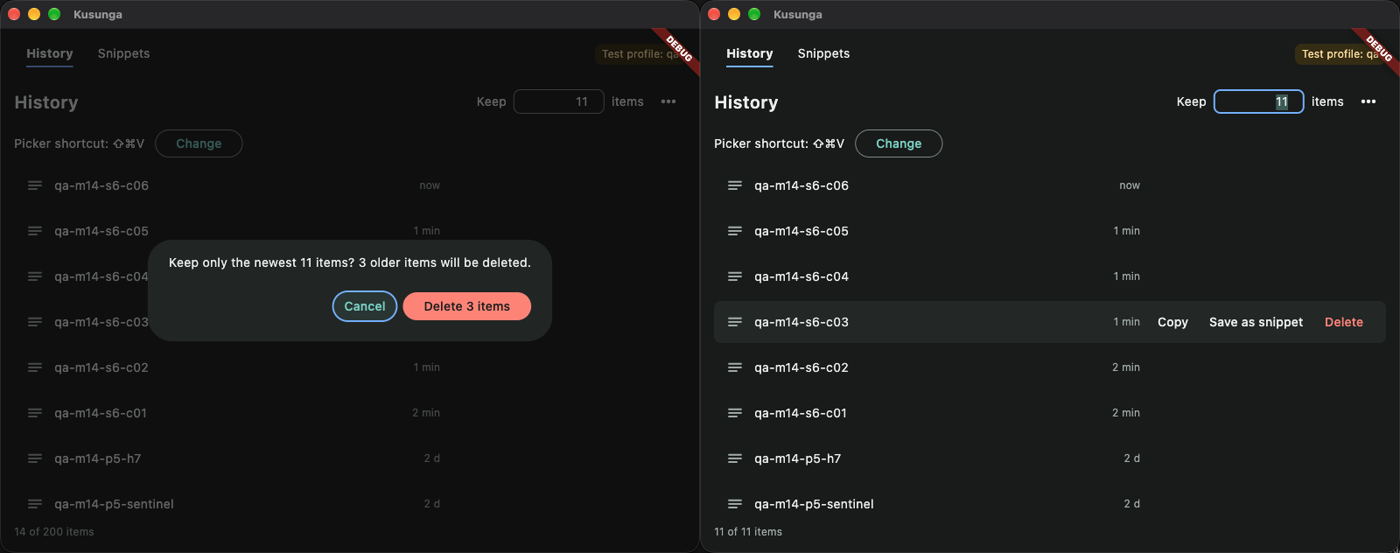 Kusunga
DEBUG
History Snippets
Test profile: qa
History
Keep 11 items •••
Picker shortcut: ⇧⌘V Change
qa-m14-s6-c06 now
qa-m14-s6-c05 1 min
qa-m14-s6-c04
qa-m14-s6-c03
qa-m14-s6-c02 1 min
qa-m14-s6-c01 2 min
qa-m14-p5-h7 2 d
qa-m14-p5-sentinel 2 d
14 of 200 items
Keep only the newest 11 items? 3 older items will be deleted.
Cancel Delete 3 items
Kusunga
DEBUG
History Snippets
Test profile: qa
History
Keep 11 items •••
Picker shortcut: ⇧⌘V Change
qa-m14-s6-c06 now
qa-m14-s6-c05 1 min
qa-m14-s6-c04 1 min
qa-m14-s6-c03 1 min Copy Save as snippet Delete
qa-m14-s6-c02 2 min
qa-m14-s6-c01 2 min
qa-m14-p5-h7 2 d
qa-m14-p5-sentinel 2 d
11 of 11 items